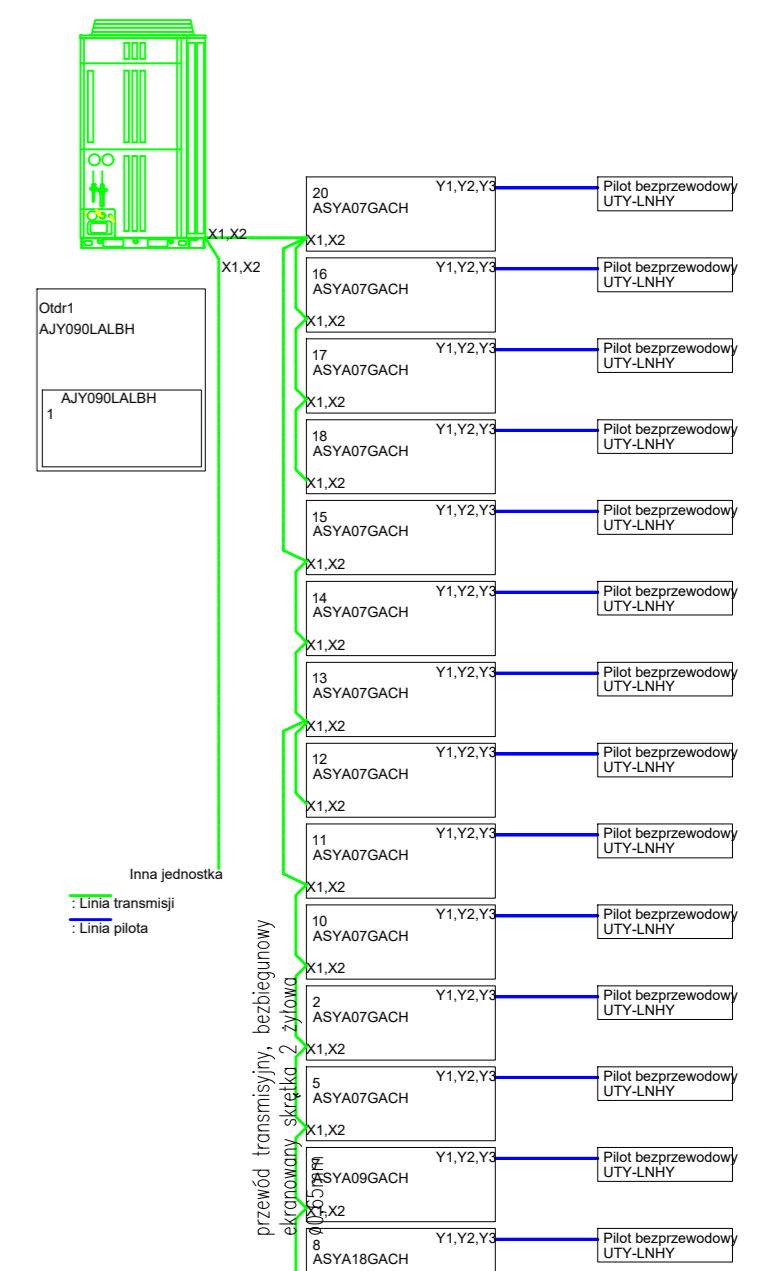 X1,X2
X1,X2
Otdr1
AJY090LALBH
AJY090LALBH
1
20
ASYA07GACH
Y1,Y2,Y3
X1,X2
Pilot bezprzewodowy
UTY-LNHY
16
ASYA07GACH
Y1,Y2,Y3
X1,X2
Pilot bezprzewodowy
UTY-LNHY
17
ASYA07GACH
Y1,Y2,Y3
X1,X2
Pilot bezprzewodowy
UTY-LNHY
18
ASYA07GACH
Y1,Y2,Y3
X1,X2
Pilot bezprzewodowy
UTY-LNHY
15
ASYA07GACH
Y1,Y2,Y3
X1,X2
Pilot bezprzewodowy
UTY-LNHY
14
ASYA07GACH
Y1,Y2,Y3
X1,X2
Pilot bezprzewodowy
UTY-LNHY
13
ASYA07GACH
Y1,Y2,Y3
X1,X2
Pilot bezprzewodowy
UTY-LNHY
12
ASYA07GACH
Y1,Y2,Y3
X1,X2
Pilot bezprzewodowy
UTY-LNHY
11
ASYA07GACH
Y1,Y2,Y3
X1,X2
Pilot bezprzewodowy
UTY-LNHY
10
ASYA07GACH
Y1,Y2,Y3
X1,X2
Pilot bezprzewodowy
UTY-LNHY
2
ASYA07GACH
Y1,Y2,Y3
X1,X2
Pilot bezprzewodowy
UTY-LNHY
5
ASYA07GACH
Y1,Y2,Y3
X1,X2
Pilot bezprzewodowy
UTY-LNHY
ASYA09GACH
Y1,Y2,Y3
X1,X2
Pilot bezprzewodowy
UTY-LNHY
8
ASYA18GACH
Y1,Y2,Y3
Pilot bezprzewodowy
UTY-LNHY
Inna jednostka
: Linia transmisji
: Linia pilota
przewód transmisyjny, bezbiegunowy
ekranowany skrętka 2 żyłowa